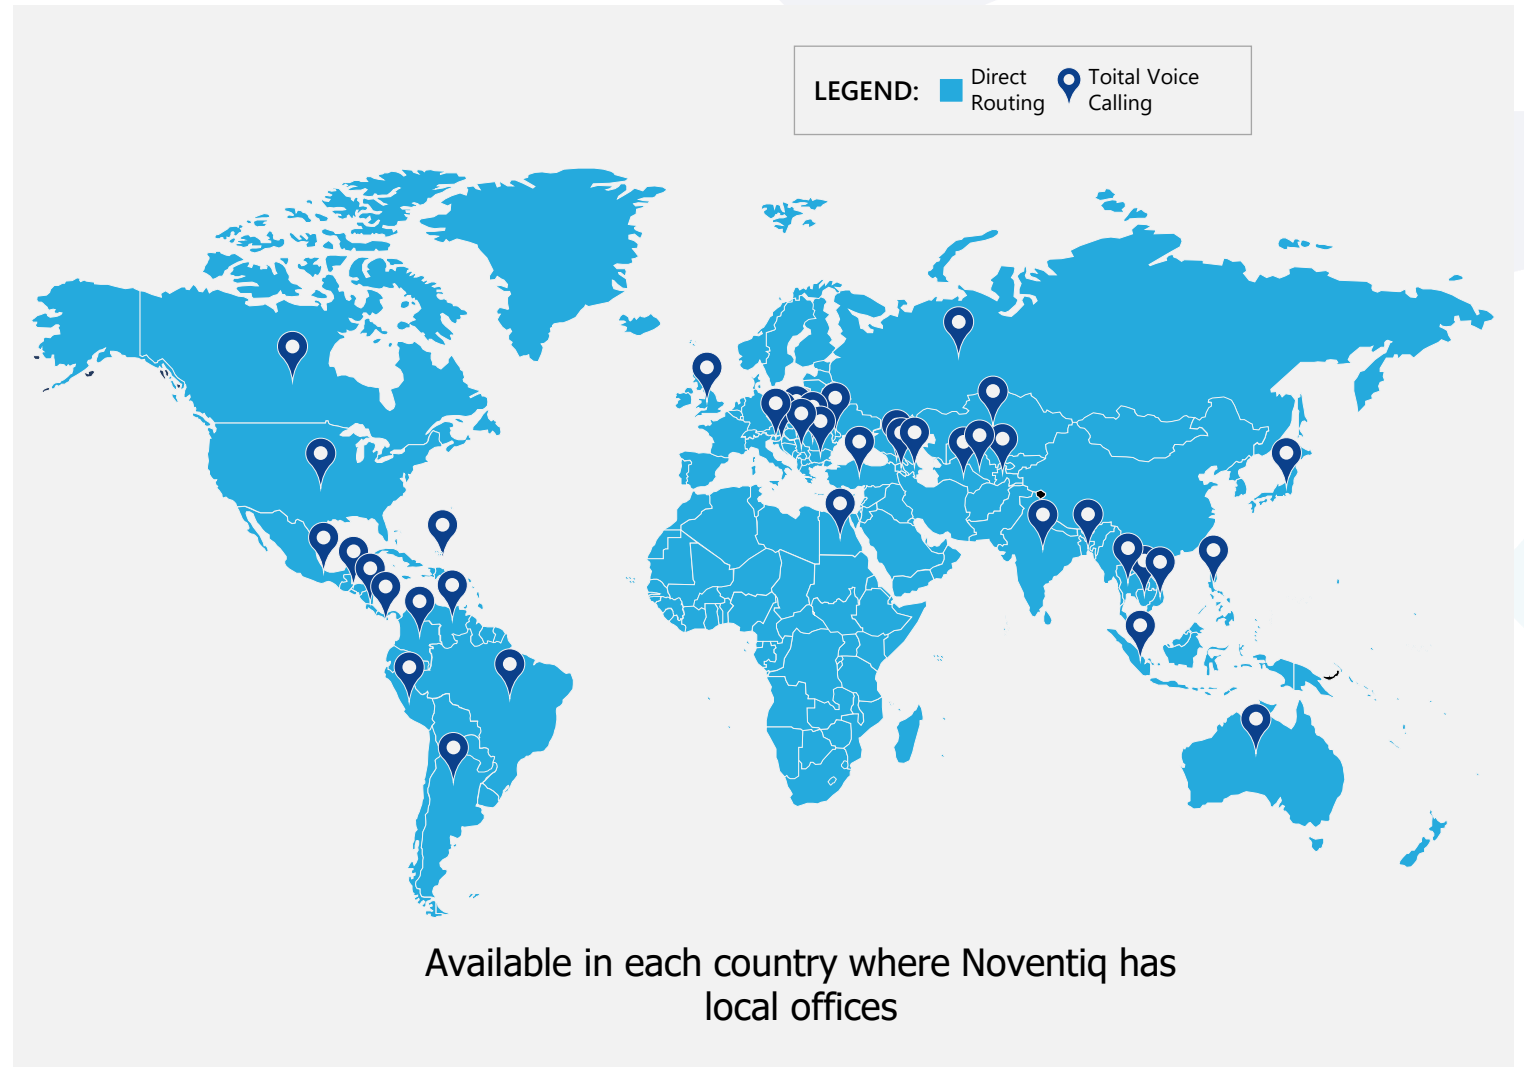 LEGEND:
Direct
Routing
Toital Voice
Calling
Available in each country where Noventiq has
local offices